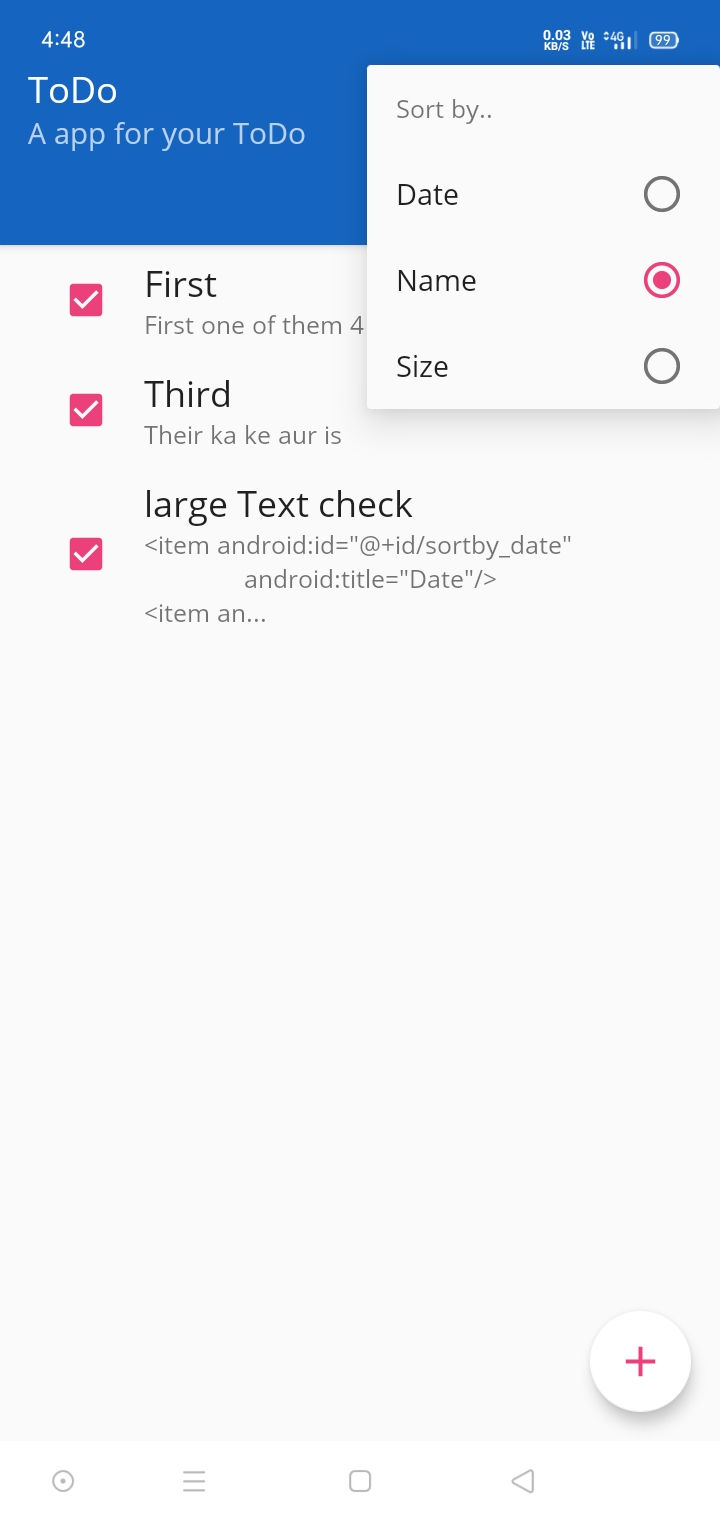 4:48
0.03 KB/S Vo LTE 4G 99
ToDo
A app for your ToDo
Sort by..
Date
Name
Size
First
First one of them 4
Third
Their ka ke aur is
large Text check
<item android:id="@+id/sortby_date"
android:title="Date"/>
<item an...